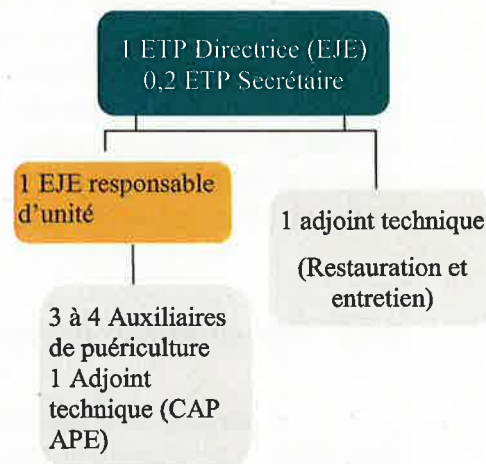 1 ETP Directrice (EJE)
0,2 ETP Secrétaire
1 EJE responsable
d'unité
1 adjoint technique
(Restauration et
entretien)
3 à 4 Auxiliaires
de puériculture
1 Adjoint
technique (CAP
APE)